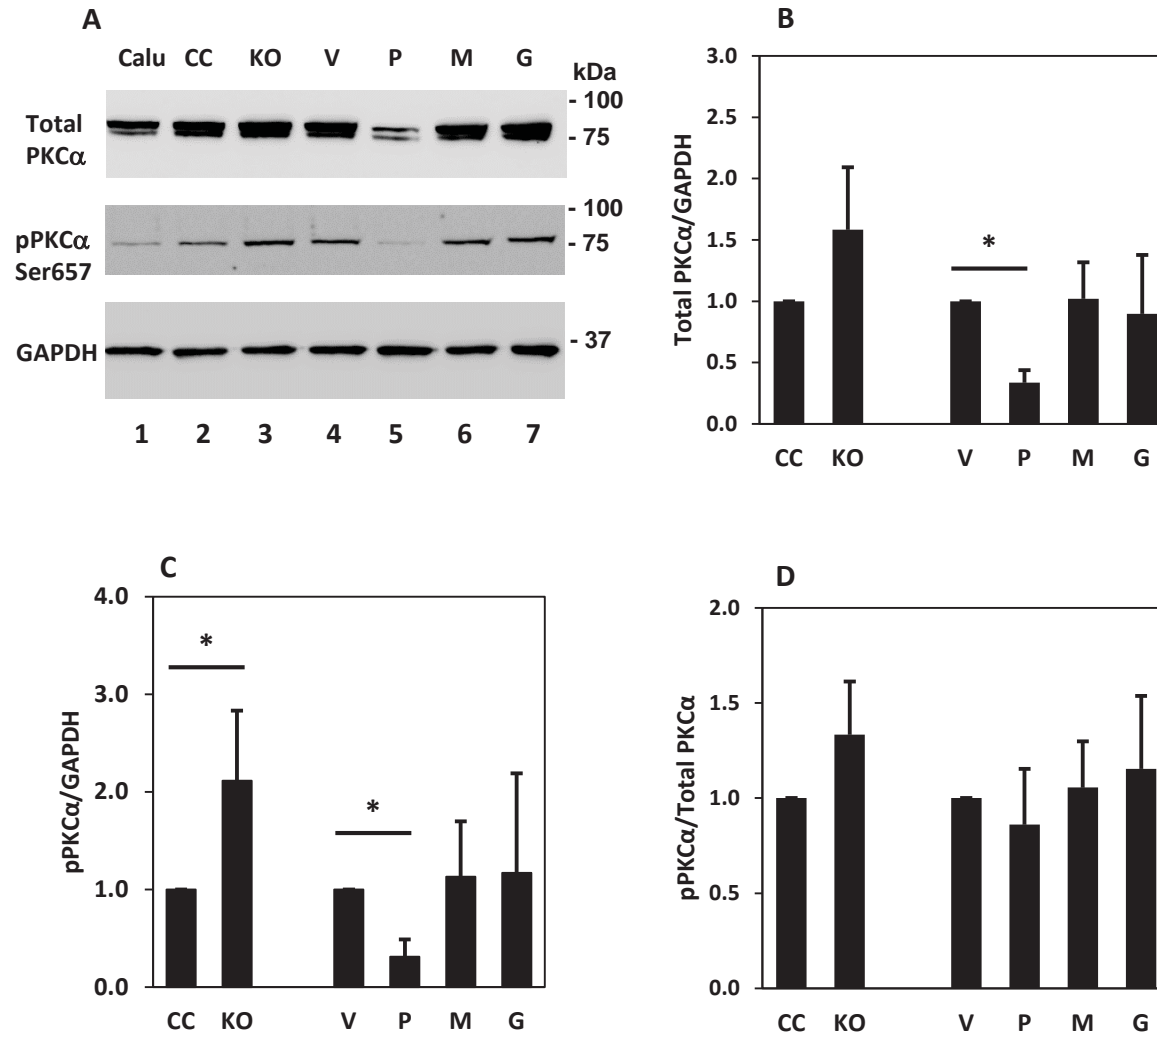 A
Calu CC KO V P M G
kDa
Total
PKCα
- 100
- 75
pPKCα
Ser657
- 100
- 75
GAPDH
- 37
1 2 3 4 5 6 7
B
Total PKCα/GAPDH
3.0
2.5
2.0
1.5
1.0
0.5
0.0
*
CC KO V P M G
C
pPKCα/GAPDH
4.0
3.0
2.0
1.0
0.0
*
*
CC KO V P M G
D
pPKCα/Total PKCα
2.0
1.5
1.0
0.5
0.0
CC KO V P M G